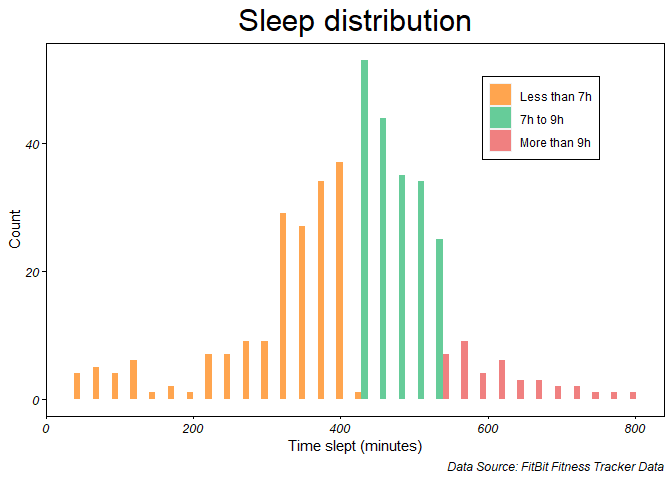 Sleep distribution
Less than 7h
7h to 9h
More than 9h
Count
40
20
0
0 200 400 600 800
Time slept (minutes)
Data Source: FitBit Fitness Tracker Data